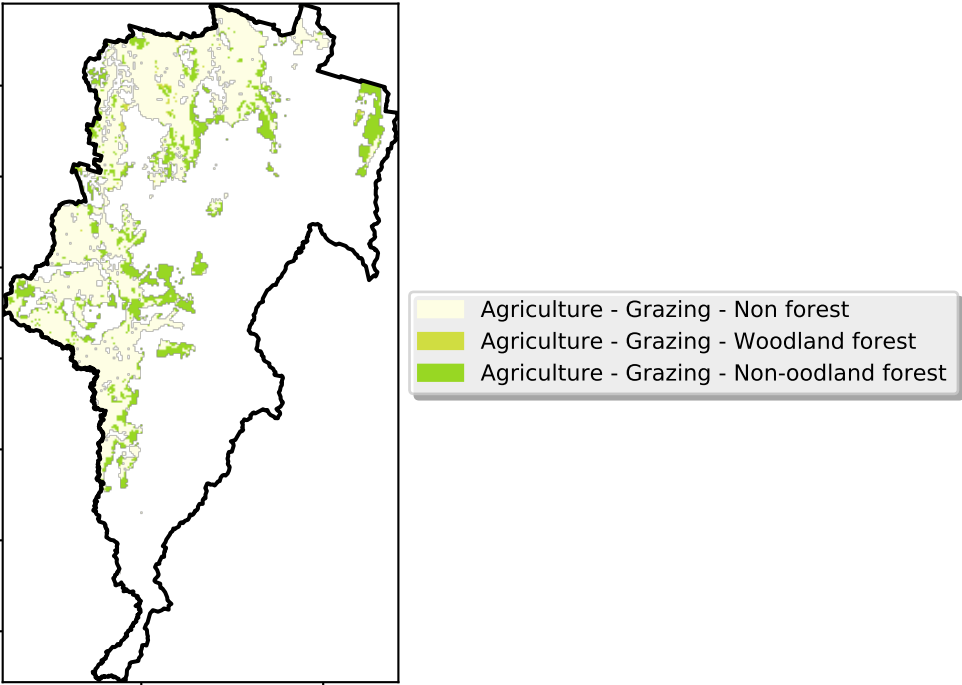 Agriculture - Grazing - Non forest
Agriculture - Grazing - Woodland forest
Agriculture - Grazing - Non-oodland forest